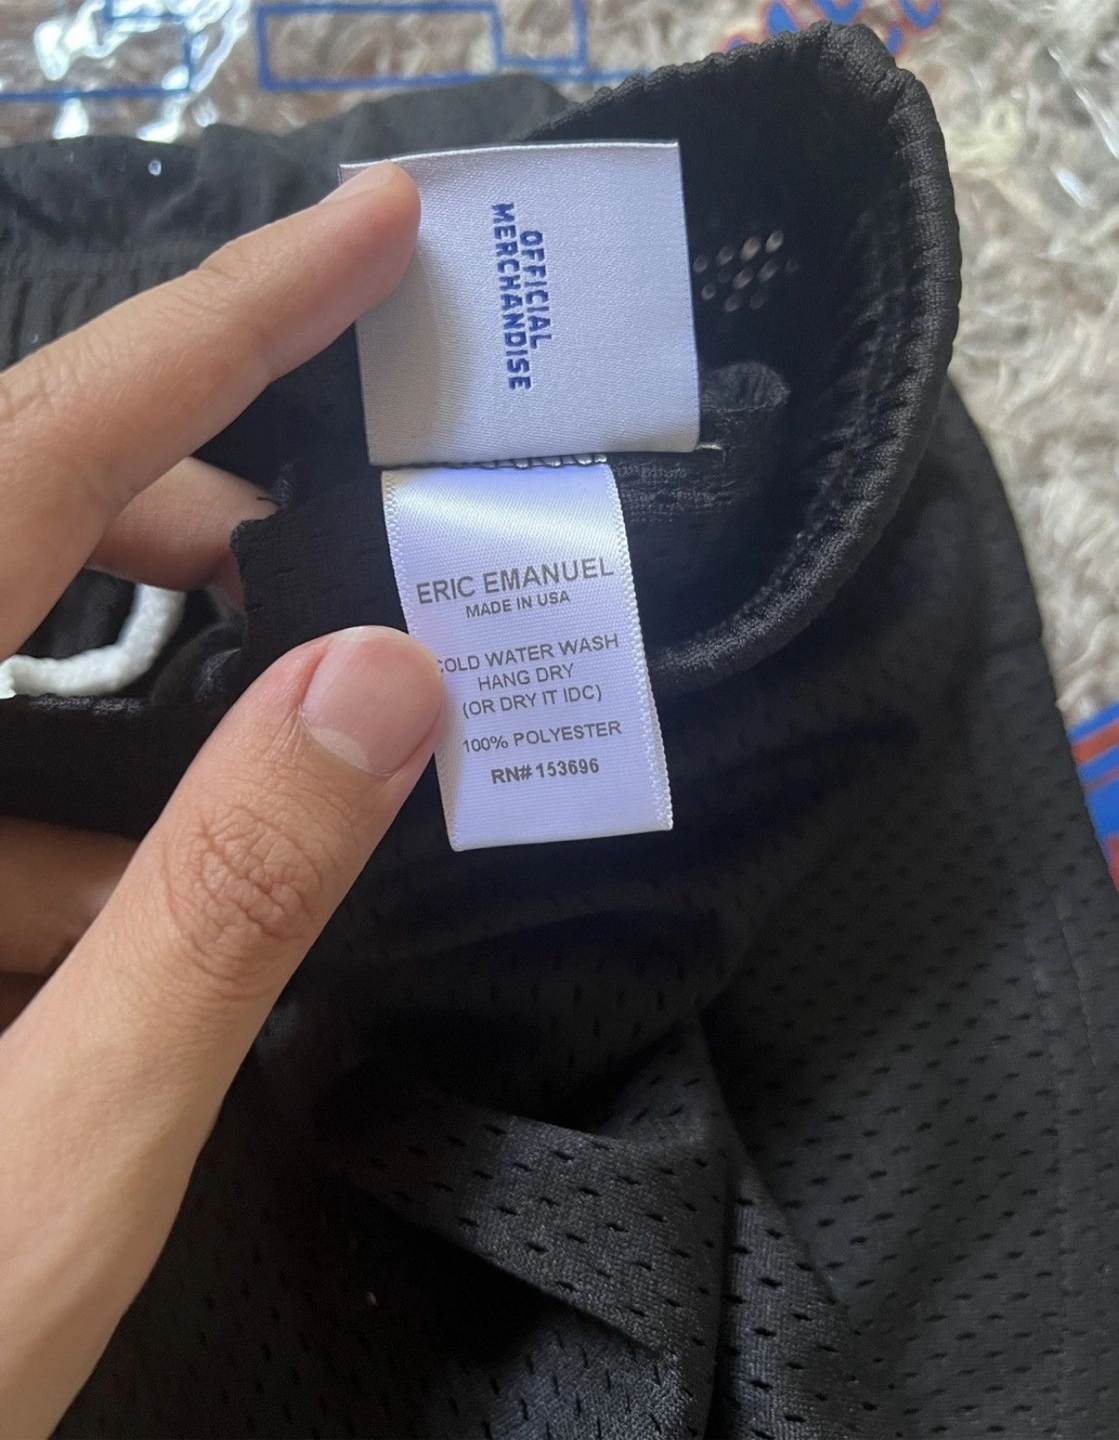 OFFICIAL
MERCHANDISE
ERIC EMANUEL
MADE IN USA
COLD WATER WASH
HANG DRY
(OR DRY IT IDC)
100% POLYESTER
RN# 153696